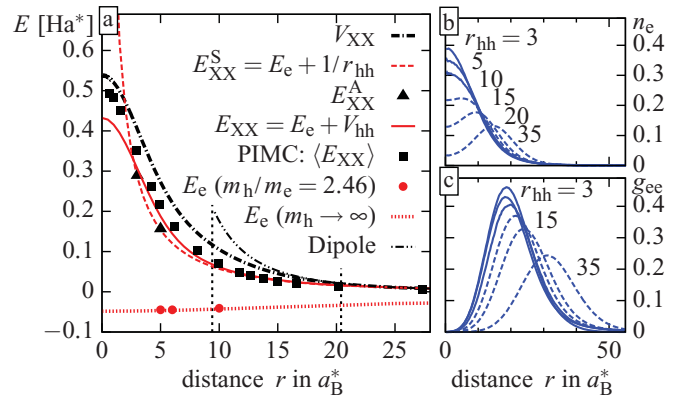 E [Ha*]
a
0.6
0.5
0.4
0.3
0.2
0.1
0
−0.1
V_XX
E^S_XX = E_e + 1/r_hh
E^A_XX
E_XX = E_e + V_hh
PIMC: ⟨E_XX⟩
E_e (m_h/m_e = 2.46)
E_e (m_h → ∞)
Dipole
0 5 10 15 20 25
distance r in a*_B
b
n_e
r_hh = 3
5
10
15
20
35
0.4
0.3
0.2
0.1
0
c
g_ee
r_hh = 3
15
35
0.4
0.2
0
0 50
distance r in a*_B